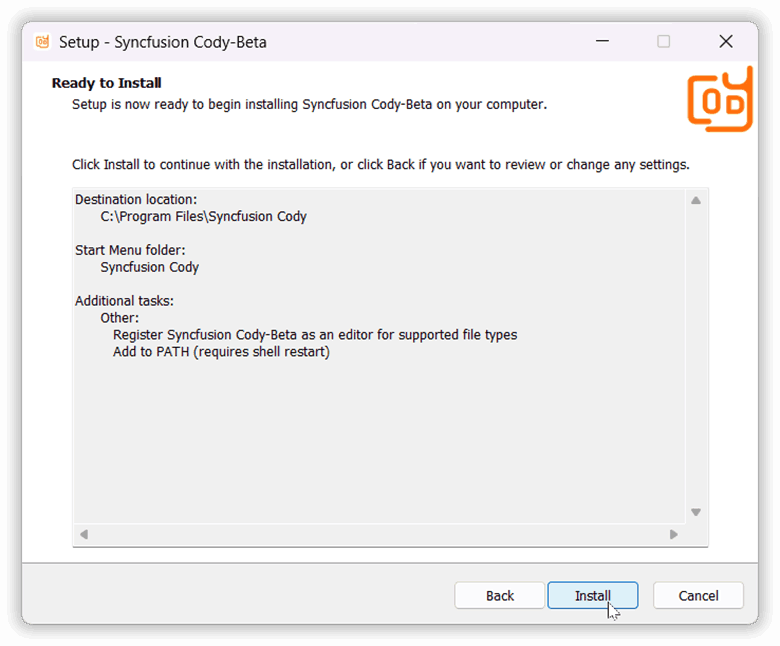 Setup - Syncfusion Cody-Beta
Ready to Install
Setup is now ready to begin installing Syncfusion Cody-Beta on your computer.
Click Install to continue with the installation, or click Back if you want to review or change any settings.
Destination location:
C:\Program Files\Syncfusion Cody
Start Menu folder:
Syncfusion Cody
Additional tasks:
Other:
Register Syncfusion Cody-Beta as an editor for supported file types
Add to PATH (requires shell restart)
Back
Install
Cancel